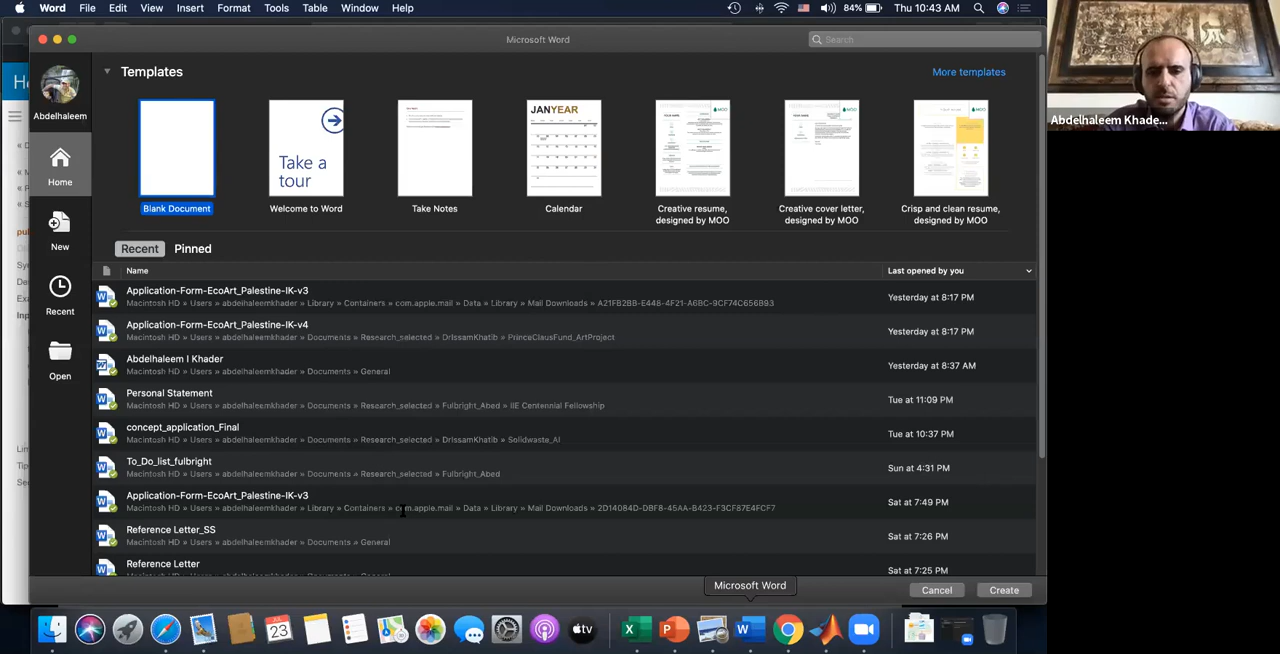 Word File Edit View Insert Format Tools Table Window Help 84% Thu 10:43 AM
Microsoft Word
Search
Abdelhaleem
Home
New
Recent
Open
Templates
More templates
JANYEAR
Take a
tour
Blank Document
Welcome to Word
Take Notes
Calendar
Creative resume,
designed by MOO
Creative cover letter,
designed by MOO
Crisp and clean resume,
designed by MOO
Recent Pinned
Name Last opened by you
Application-Form-EcoArt_Palestine-IK-v3
Macintosh HD » Users » abdelhaleemkhader » Library » Containers » com.apple.mail » Data » Library » Mail Downloads » A21FB2BB-E448-4F21-A6BC-9CF74C656B93
Yesterday at 8:17 PM
Application-Form-EcoArt_Palestine-IK-v4
Macintosh HD » Users » abdelhaleemkhader » Documents » Research_selected » DrIssamKhatib » PrinceClausFund_ArtProject
Yesterday at 8:17 PM
Abdelhaleem I Khader
Macintosh HD » Users » abdelhaleemkhader » Documents » General
Yesterday at 8:37 AM
Personal Statement
Macintosh HD » Users » abdelhaleemkhader » Documents » Research_selected » Fulbright_Abed » IIE Centennial Fellowship
Tue at 11:09 PM
concept_application_Final
Macintosh HD » Users » abdelhaleemkhader » Documents » Research_selected » DrIssamKhatib » Solidwaste_AI
Tue at 10:37 PM
To_Do_list_fulbright
Macintosh HD » Users » abdelhaleemkhader » Documents » Research_selected » Fulbright_Abed
Sun at 4:31 PM
Application-Form-EcoArt_Palestine-IK-v3
Macintosh HD » Users » abdelhaleemkhader » Library » Containers » com.apple.mail » Data » Library » Mail Downloads » 2D14084D-DBF8-45AA-B423-F3CF87E4FCF7
Sat at 7:49 PM
Reference Letter_SS
Macintosh HD » Users » abdelhaleemkhader » Documents » General
Sat at 7:26 PM
Reference Letter
Sat at 7:25 PM
Microsoft Word
Cancel
Create
JUL
23
tv
Abdelhaleem Khade...